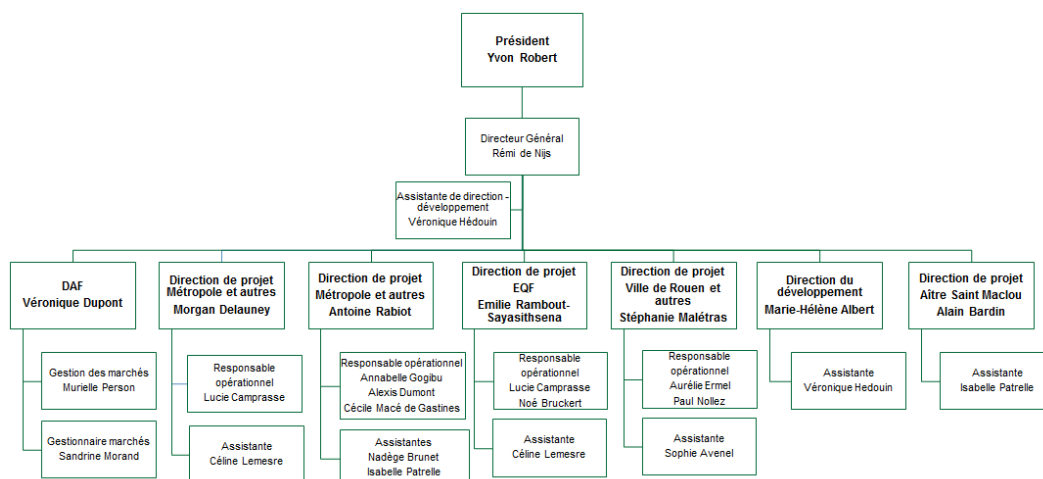 Président
Yvon Robert
Directeur Général
Rémi de Nijs
Assistante de direction -
développement
Véronique Hédouin
DAF
Véronique Dupont
Direction de projet
Métropole et autres
Morgan Delauney
Direction de projet
Métropole et autres
Antoine Rabiot
Direction de projet
EQF
Emilie Rambout-
Sayasithsena
Direction de projet
Ville de Rouen et
autres
Stéphanie Malétras
Direction du
développement
Marie-Hélène Albert
Direction de projet
Aître Saint Maclou
Alain Bardin
Gestion des marchés
Murielle Person
Responsable
opérationnel
Lucie Camprasse
Responsable opérationnel
Annabelle Gogibu
Alexis Dumont
Cécile Macé de Gastines
Responsable
opérationnel
Lucie Camprasse
Noé Bruckert
Responsable
opérationnel
Aurélie Ermel
Paul Nollez
Assistante
Véronique Hedouin
Assistante
Isabelle Patrelle
Gestionnaire marchés
Sandrine Morand
Assistante
Céline Lemesre
Assistantes
Nadège Brunet
Isabelle Patrelle
Assistante
Céline Lemesre
Assistante
Sophie Avenel